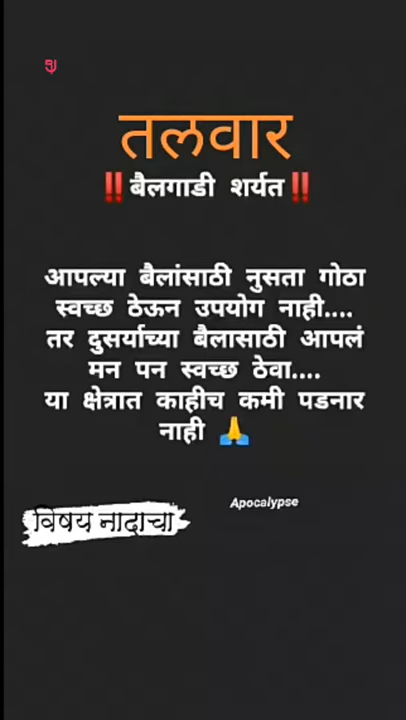 तलवार
‼️बैलगाडी शर्यत‼️
आपल्या बैलांसाठी नुसता गोठा
स्वच्छ ठेऊन उपयोग नाही....
तर दुसर्याच्या बैलासाठी आपलं
मन पन स्वच्छ ठेवा....
या क्षेत्रात काहीच कमी पडनार
नाही 🙏
Apocalypse
विषय नादाचा